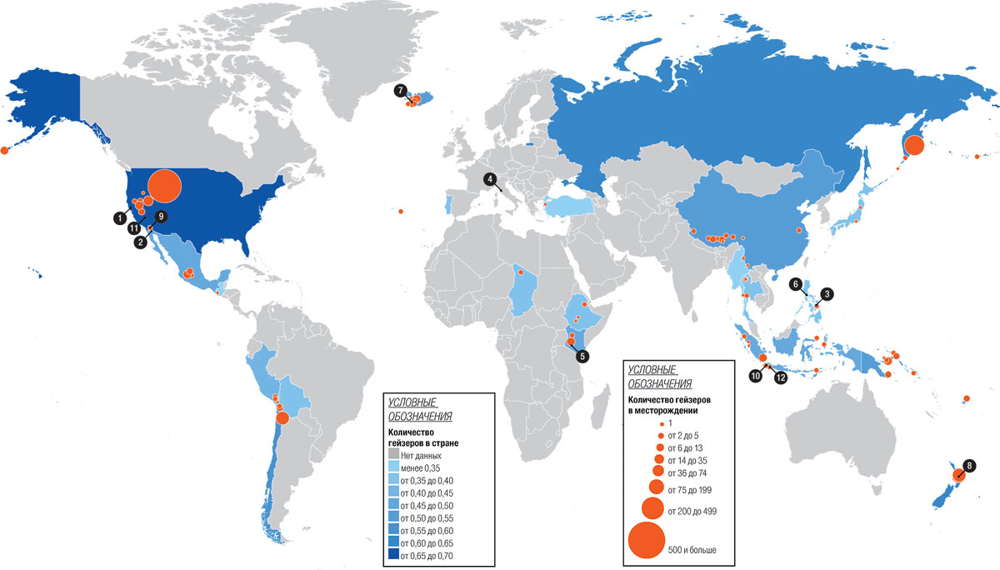 7
4
1
11
9
2
6
3
5
10
12
8
УСЛОВНЫЕ
ОБОЗНАЧЕНИЯ
Количество
гейзеров в стране
Нет данных
менее 0,35
от 0,35 до 0,40
от 0,40 до 0,45
от 0,45 до 0,50
от 0,50 до 0,55
от 0,55 до 0,60
от 0,60 до 0,65
от 0,65 до 0,70
УСЛОВНЫЕ
ОБОЗНАЧЕНИЯ
Количество гейзеров
в месторождении
1
от 2 до 5
от 6 до 13
от 14 до 35
от 36 до 74
от 75 до 199
от 200 до 499
500 и больше